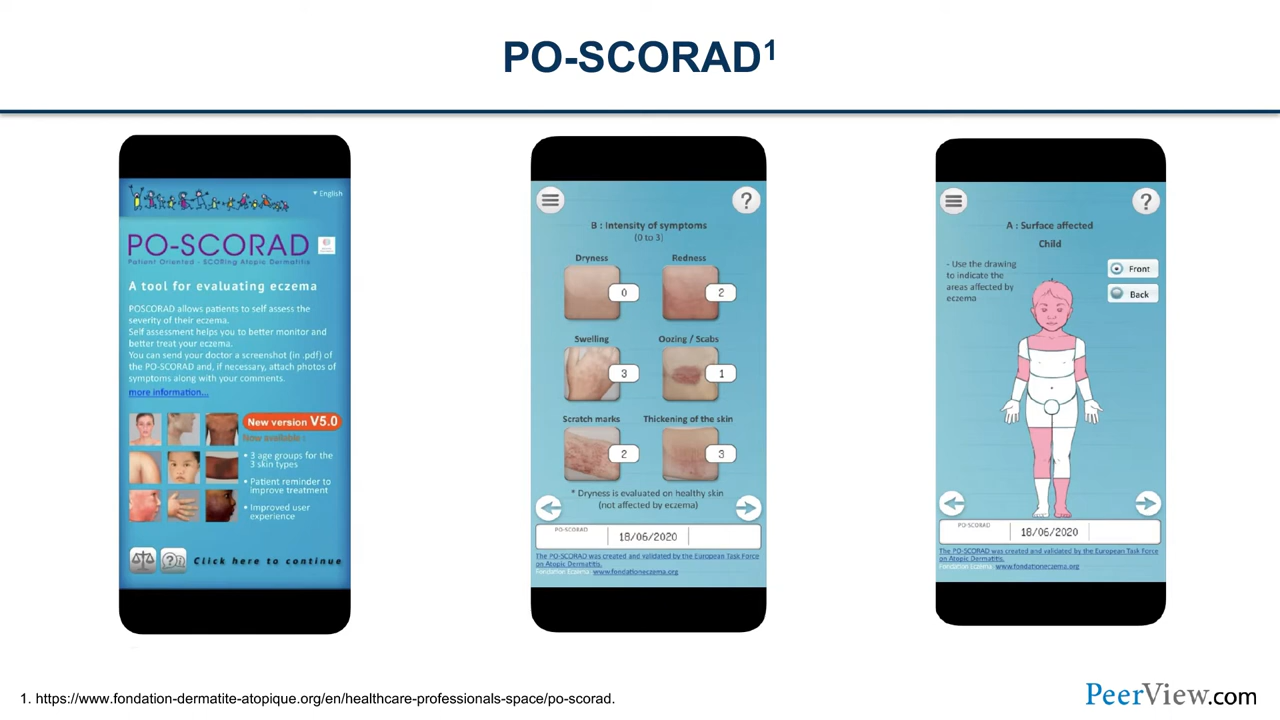 PO-SCORAD1
English
PO-SCORAD
Patient Oriented - SCORing Atopic Dermatitis
A tool for evaluating eczema
POSCORAD allows patients to self assess the
severity of their eczema.
Self assessment helps you to better monitor and
better treat your eczema.
You can send your doctor a screenshot (in .pdf) of
the PO-SCORAD and, if necessary, attach photos of
symptoms along with your comments.
more information...
New version V5.0
Now available :
• 3 age groups for the
3 skin types
• Patient reminder to
improve treatment
• Improved user
experience
Click here to continue
?
B : Intensity of symptoms
(0 to 3)
Dryness
Redness
0
2
Swelling
Oozing / Scabs
3
1
Scratch marks
Thickening of the skin
2
3
* Dryness is evaluated on healthy skin
(not affected by eczema)
PO-SCORAD
18/06/2020
The PO-SCORAD was created and validated by the European Task Force
on Atopic Dermatitis.
Fondation Eczema www.fondationeczema.org
?
A : Surface affected
Child
- Use the drawing
to indicate the
areas affected by
eczema
Front
Back
PO-SCORAD
18/06/2020
The PO-SCORAD was created and validated by the European Task Force
on Atopic Dermatitis.
Fondation Eczema www.fondationeczema.org
1. https://www.fondation-dermatite-atopique.org/en/healthcare-professionals-space/po-scorad.
PeerView.com